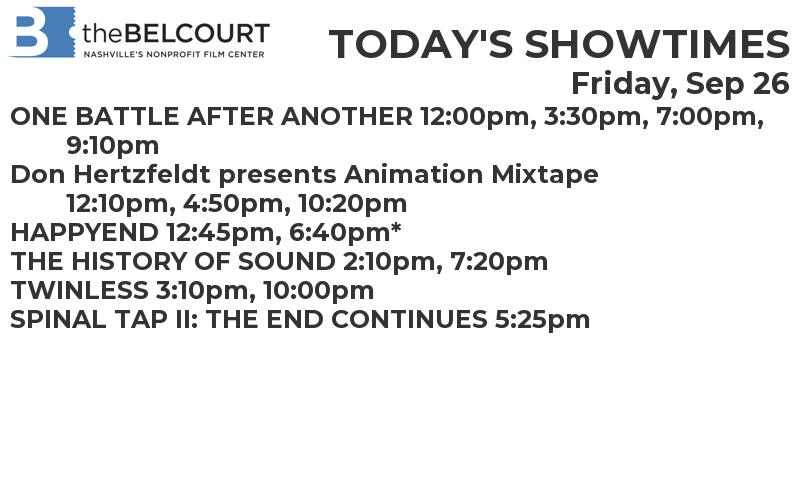 B theBELCOURT
NASHVILLE'S NONPROFIT FILM CENTER
TODAY'S SHOWTIMES
Friday, Sep 26
ONE BATTLE AFTER ANOTHER 12:00pm, 3:30pm, 7:00pm,
9:10pm
Don Hertzfeldt presents Animation Mixtape
12:10pm, 4:50pm, 10:20pm
HAPPYEND 12:45pm, 6:40pm*
THE HISTORY OF SOUND 2:10pm, 7:20pm
TWINLESS 3:10pm, 10:00pm
SPINAL TAP II: THE END CONTINUES 5:25pm